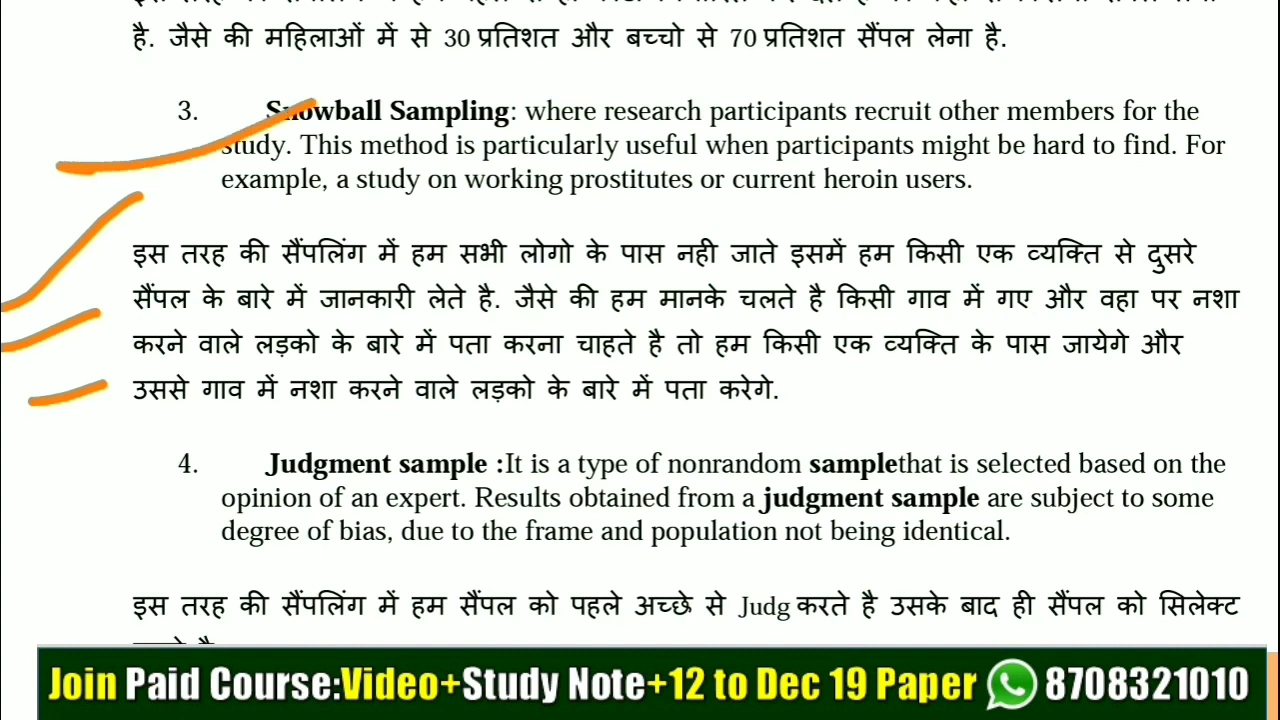 है. जैसे की महिलाओं में से 30 प्रतिशत और बच्चो से 70 प्रतिशत सैंपल लेना है.
3. Snowball Sampling: where research participants recruit other members for the
study. This method is particularly useful when participants might be hard to find. For
example, a study on working prostitutes or current heroin users.
इस तरह की सैंपलिंग में हम सभी लोगो के पास नही जाते इसमें हम किसी एक व्यक्ति से दुसरे
सैंपल के बारे में जानकारी लेते है. जैसे की हम मानके चलते है किसी गाव में गए और वहा पर नशा
करने वाले लड़को के बारे में पता करना चाहते है तो हम किसी एक व्यक्ति के पास जायेगे और
उससे गाव में नशा करने वाले लड़को के बारे में पता करेगे.
4. Judgment sample :It is a type of nonrandom samplethat is selected based on the
opinion of an expert. Results obtained from a judgment sample are subject to some
degree of bias, due to the frame and population not being identical.
इस तरह की सैंपलिंग में हम सैंपल को पहले अच्छे से Judg करते है उसके बाद ही सैंपल को सिलेक्ट
Join Paid Course:Video+Study Note+12 to Dec 19 Paper 8708321010